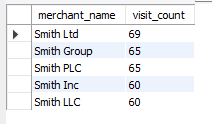 merchant_name visit_count
Smith Ltd 69
Smith Group 65
Smith PLC 65
Smith Inc 60
Smith LLC 60